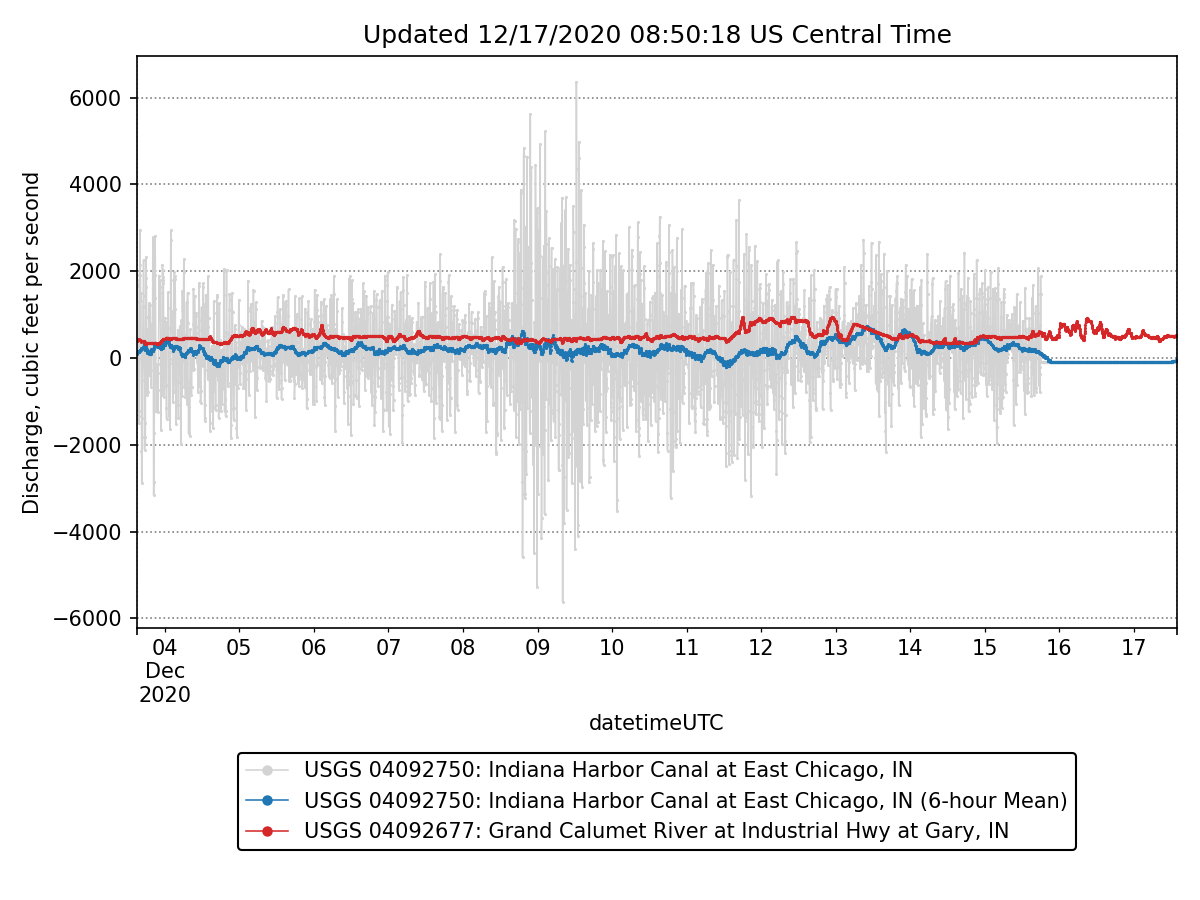 Updated 12/17/2020 08:50:18 US Central Time
Discharge, cubic feet per second
6000
4000
2000
0
−2000
−4000
−6000
04 05 06 07 08 09 10 11 12 13 14 15 16 17
Dec
2020
datetimeUTC
USGS 04092750: Indiana Harbor Canal at East Chicago, IN
USGS 04092750: Indiana Harbor Canal at East Chicago, IN (6-hour Mean)
USGS 04092677: Grand Calumet River at Industrial Hwy at Gary, IN